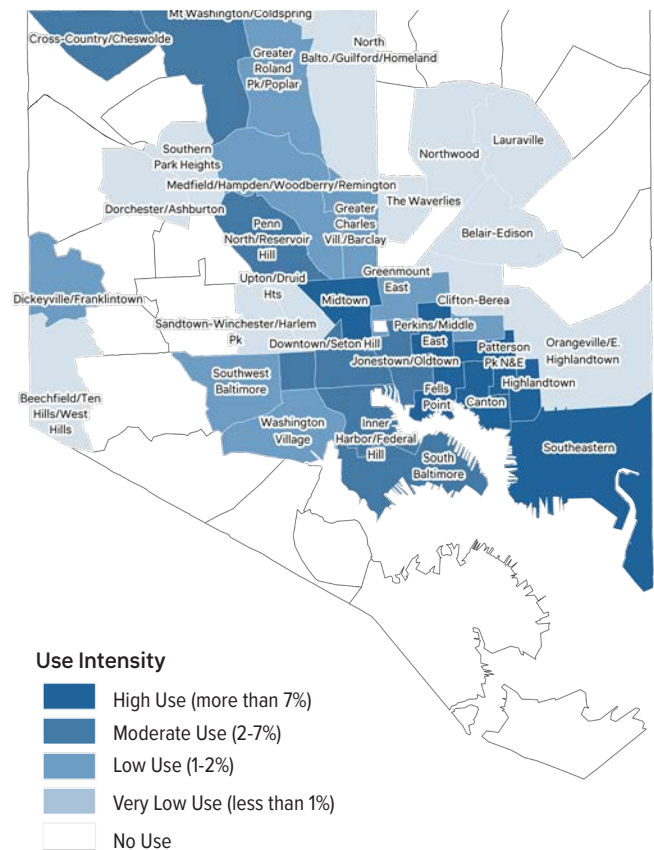 Mt Washington/Coldspring
Cross-Country/Cheswolde
North
Balto./Guilford/Homeland
Greater
Roland
Pk/Poplar
Lauraville
Northwood
Southern
Park Heights
Medfield/Hampden/Woodberry/Remington
The Waverlies
Dorchester/Ashburton
Greater
Charles
Vill./Barclay
Penn
North/Reservoir
Hill
Belair-Edison
Greenmount
East
Upton/Druid
Hts
Dickeyville/Franklintown
Midtown
Clifton-Berea
Sandtown-Winchester/Harlem
Pk
Perkins/Middle
East
Downtown/Seton Hill
Patterson
Pk N&E
Orangeville/E.
Highlandtown
Jonestown/Oldtown
Southwest
Baltimore
Highlandtown
Fells
Point
Canton
Beechfield/Ten
Hills/West
Hills
Washington
Village
Inner
Harbor/Federal
Hill
Southeastern
South
Baltimore
Use Intensity
High Use (more than 7%)
Moderate Use (2-7%)
Low Use (1-2%)
Very Low Use (less than 1%)
No Use